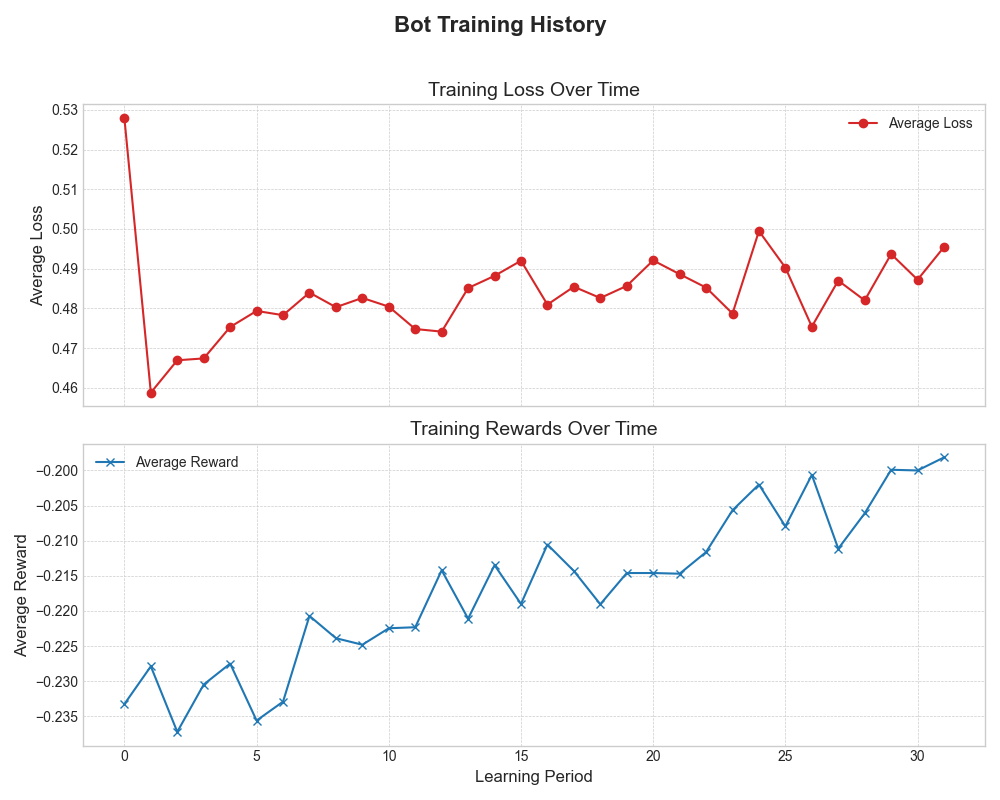 Bot Training History
Training Loss Over Time
0.53
0.52
0.51
0.50
0.49
0.48
0.47
0.46
Average Loss
Average Loss
Training Rewards Over Time
−0.200
−0.205
−0.210
−0.215
−0.220
−0.225
−0.230
−0.235
Average Reward
Average Reward
0 5 10 15 20 25 30
Learning Period